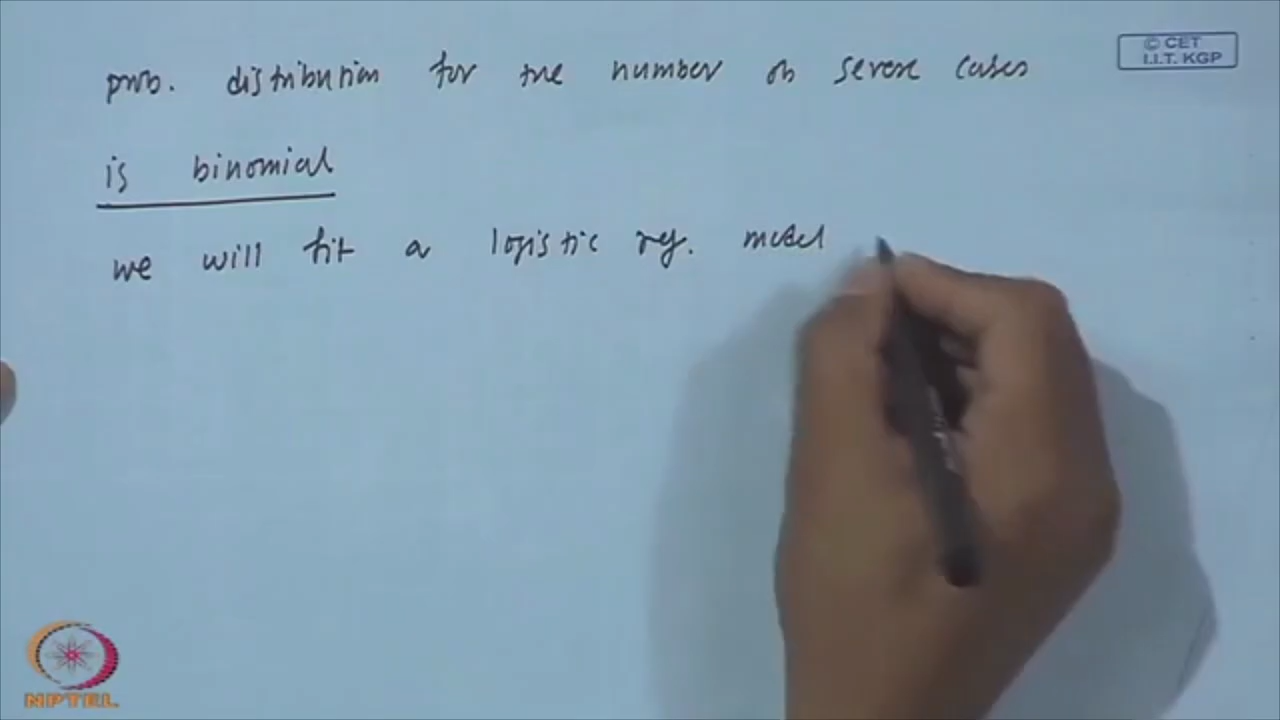 prob. distribution for the number of severe cases
is binomial
we will fit a logistic reg. model
© CET
I.I.T. KGP
NPTEL